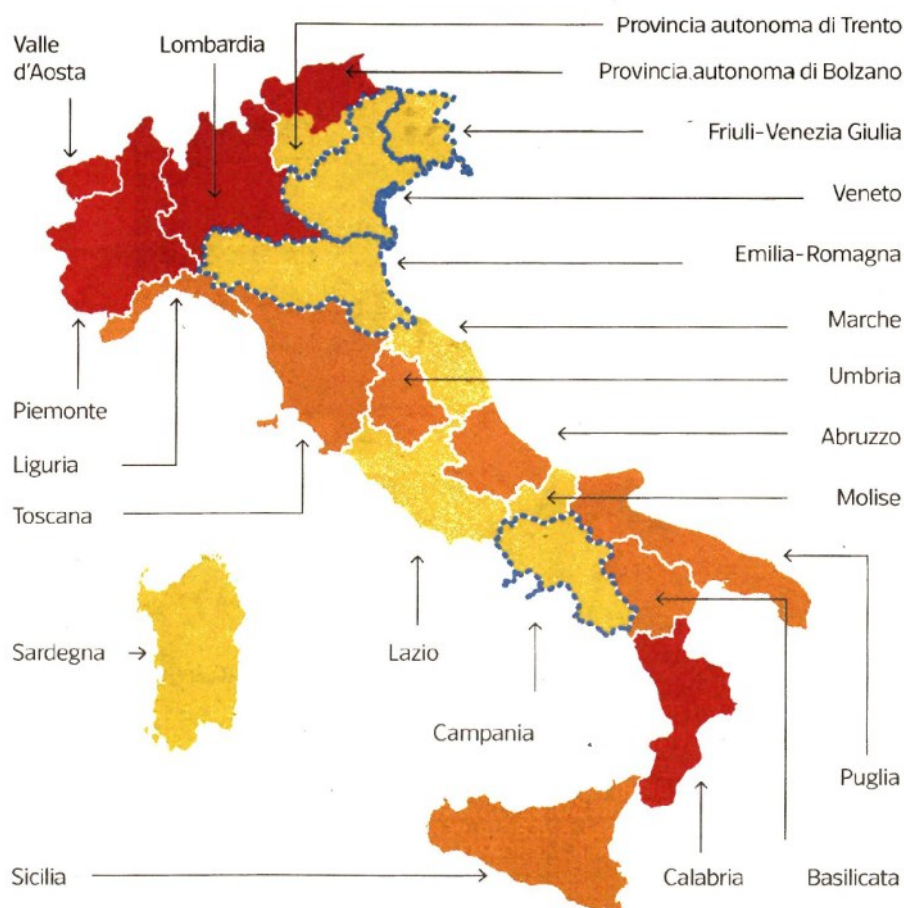 Provincia autonoma di Trento
Valle
d'Aosta
Lombardia
Provincia autonoma di Bolzano
Friuli-Venezia Giulia
Veneto
Emilia-Romagna
Marche
Umbria
Piemonte
Abruzzo
Liguria
Molise
Toscana
Sardegna
Lazio
Campania
Puglia
Sicilia
Calabria
Basilicata